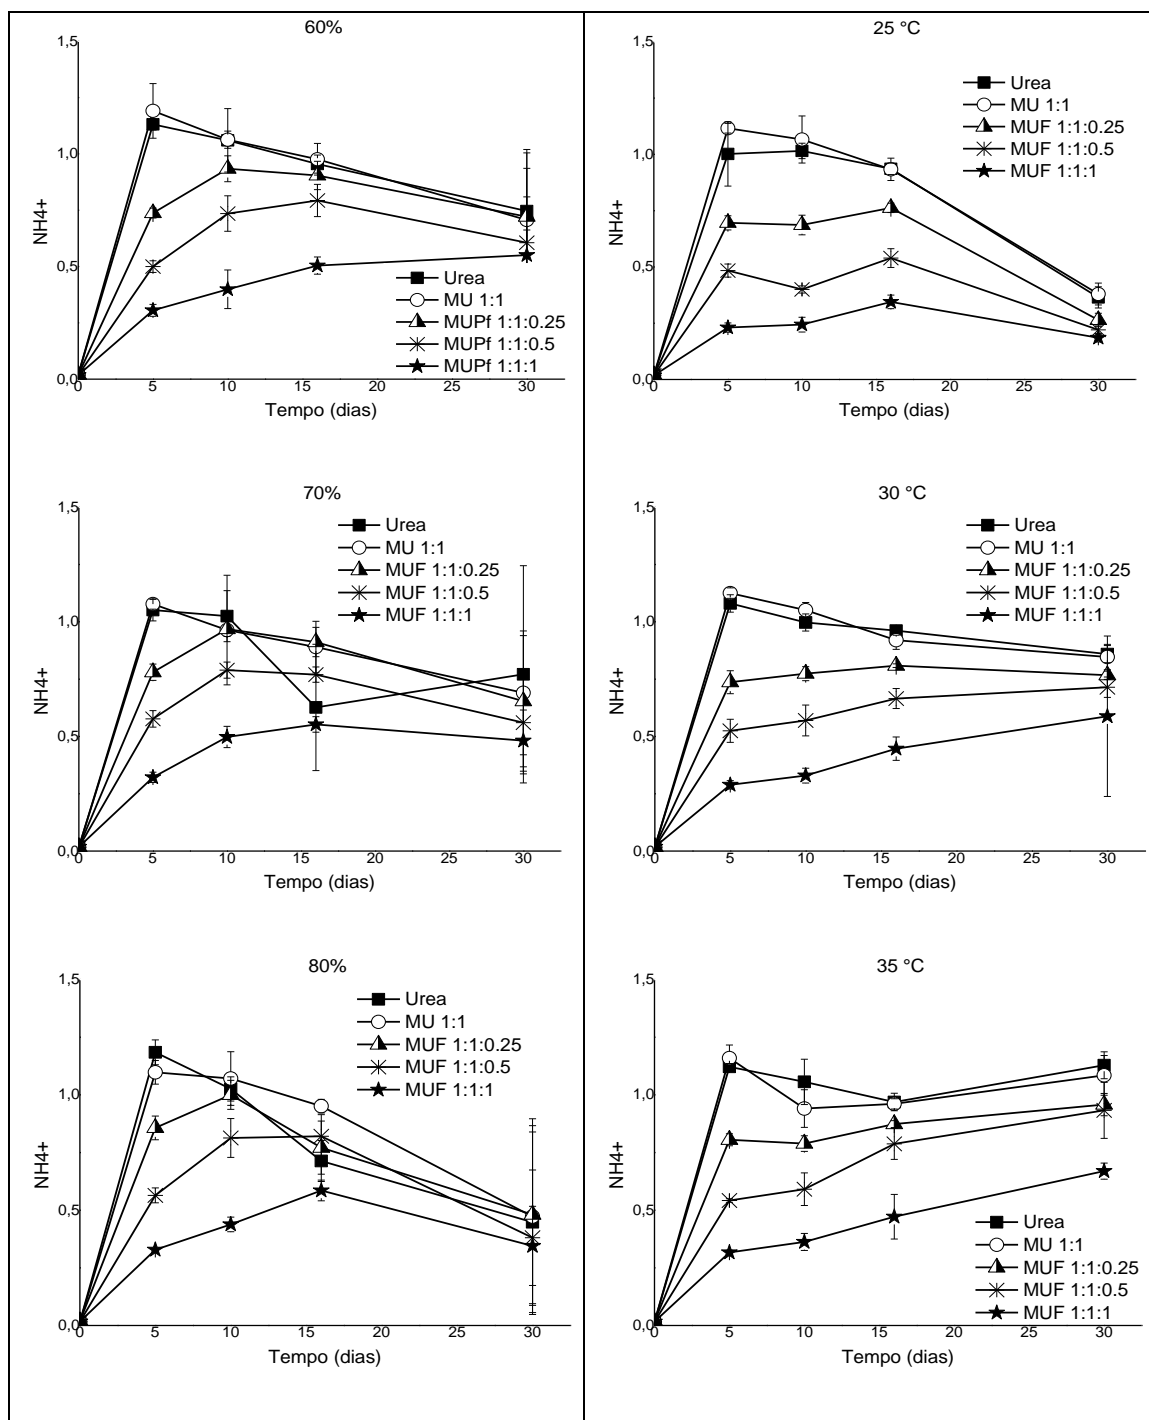 60%
1,5
1,0
0,5
0,0
NH4+
Urea
MU 1:1
MUPf 1:1:0.25
MUPf 1:1:0.5
MUPf 1:1:1
0 5 10 15 20 25 30
Tempo (dias)
25 °C
1,5
1,0
0,5
0,0
NH4+
Urea
MU 1:1
MUF 1:1:0.25
MUF 1:1:0.5
MUF 1:1:1
0 5 10 15 20 25 30
Tempo (dias)
70%
1,5
1,0
0,5
0,0
NH4+
Urea
MU 1:1
MUF 1:1:0.25
MUF 1:1:0.5
MUF 1:1:1
0 5 10 15 20 25 30
Tempo (dias)
30 °C
1,5
1,0
0,5
0,0
NH4+
Urea
MU 1:1
MUF 1:1:0.25
MUF 1:1:0.5
MUF 1:1:1
0 5 10 15 20 25 30
Tempo (dias)
80%
1,5
1,0
0,5
0,0
NH4+
Urea
MU 1:1
MUF 1:1:0.25
MUF 1:1:0.5
MUF 1:1:1
0 5 10 15 20 25 30
Tempo (dias)
35 °C
1,5
1,0
0,5
0,0
NH4+
Urea
MU 1:1
MUF 1:1:0.25
MUF 1:1:0.5
MUF 1:1:1
0 5 10 15 20 25 30
Tempo (dias)